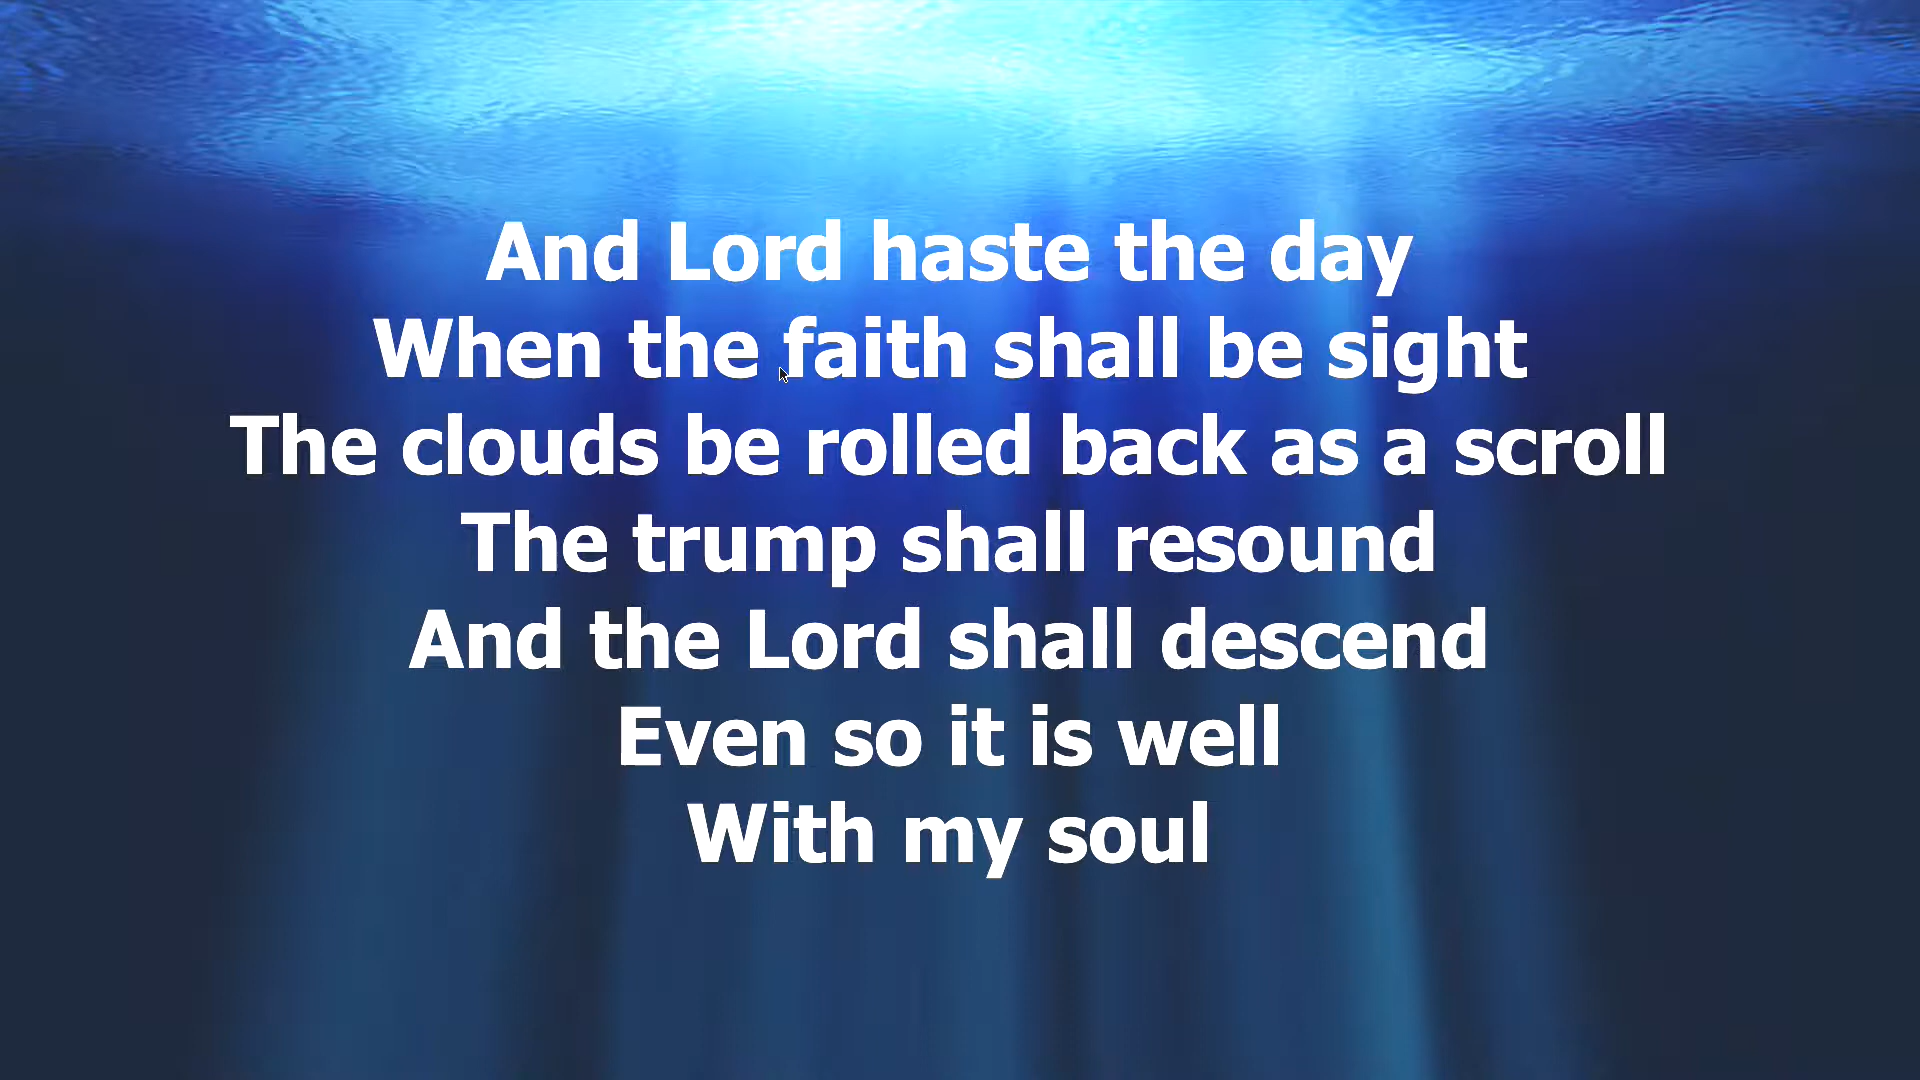 And Lord haste the day
When the faith shall be sight
The clouds be rolled back as a scroll
The trump shall resound
And the Lord shall descend
Even so it is well
With my soul